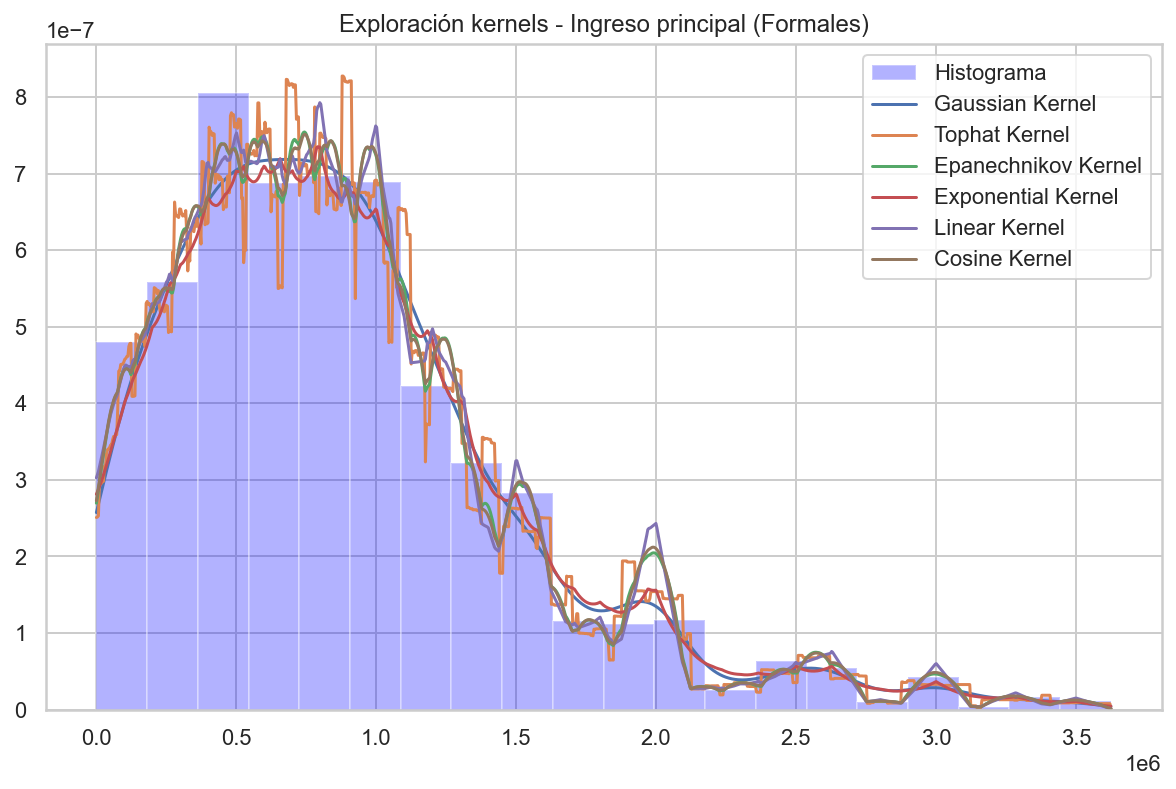 Exploración kernels - Ingreso principal (Formales)
1e−7
8
7
6
5
4
3
2
1
0
Histograma
Gaussian Kernel
Tophat Kernel
Epanechnikov Kernel
Exponential Kernel
Linear Kernel
Cosine Kernel
0.0 0.5 1.0 1.5 2.0 2.5 3.0 3.5
1e6